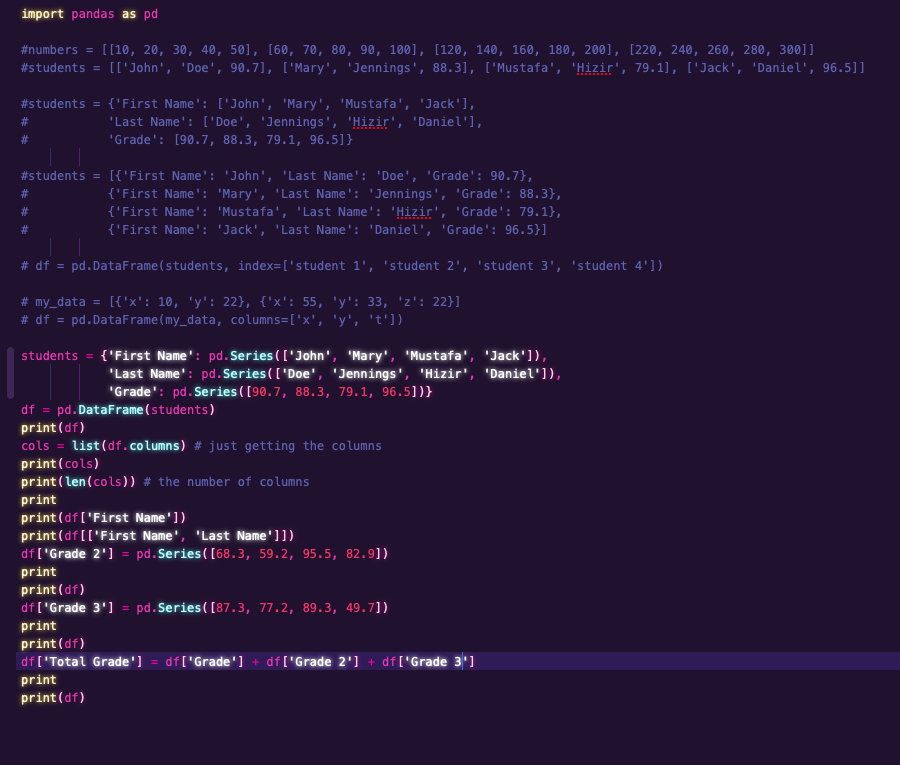 import pandas as pd
#numbers = [[10, 20, 30, 40, 50], [60, 70, 80, 90, 100], [120, 140, 160, 180, 200], [220, 240, 260, 280, 300]]
#students = [['John', 'Doe', 90.7], ['Mary', 'Jennings', 88.3], ['Mustafa', 'Hizir', 79.1], ['Jack', 'Daniel', 96.5]]
#students = {'First Name': ['John', 'Mary', 'Mustafa', 'Jack'],
#           'Last Name': ['Doe', 'Jennings', 'Hizir', 'Daniel'],
#           'Grade': [90.7, 88.3, 79.1, 96.5]}
#students = [{'First Name': 'John', 'Last Name': 'Doe', 'Grade': 90.7},
#           {'First Name': 'Mary', 'Last Name': 'Jennings', 'Grade': 88.3},
#           {'First Name': 'Mustafa', 'Last Name': 'Hizir', 'Grade': 79.1},
#           {'First Name': 'Jack', 'Last Name': 'Daniel', 'Grade': 96.5}]
# df = pd.DataFrame(students, index=['student 1', 'student 2', 'student 3', 'student 4'])
# my_data = [{'x': 10, 'y': 22}, {'x': 55, 'y': 33, 'z': 22}]
# df = pd.DataFrame(my_data, columns=['x', 'y', 't'])
students = {'First Name': pd.Series(['John', 'Mary', 'Mustafa', 'Jack']),
            'Last Name': pd.Series(['Doe', 'Jennings', 'Hizir', 'Daniel']),
            'Grade': pd.Series([90.7, 88.3, 79.1, 96.5])}
df = pd.DataFrame(students)
print(df)
cols = list(df.columns) # just getting the columns
print(cols)
print(len(cols)) # the number of columns
print
print(df['First Name'])
print(df[['First Name', 'Last Name']])
df['Grade 2'] = pd.Series([68.3, 59.2, 95.5, 82.9])
print
print(df)
df['Grade 3'] = pd.Series([87.3, 77.2, 89.3, 49.7])
print
print(df)
df['Total Grade'] = df['Grade'] + df['Grade 2'] + df['Grade 3']
print
print(df)